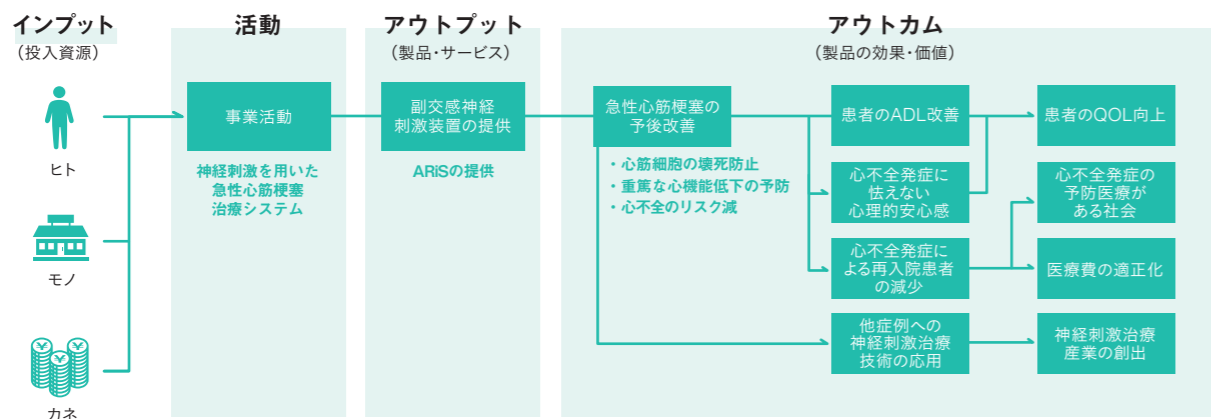 インプット
（投入資源）
ヒト
モノ
カネ
活動
事業活動
神経刺激を用いた
急性心筋梗塞
治療システム
アウトプット
（製品・サービス）
副交感神経
刺激装置の提供
ARiSの提供
アウトカム
（製品の効果・価値）
急性心筋梗塞の
予後改善
・心筋細胞の壊死防止
・重篤な心機能低下の予防
・心不全のリスク減
患者のADL改善
心不全発症に
怯えない
心理的安心感
心不全発症に
よる再入院患者
の減少
他症例への
神経刺激治療
技術の応用
患者のQOL向上
心不全発症の
予防医療が
ある社会
医療費の適正化
神経刺激治療
産業の創出